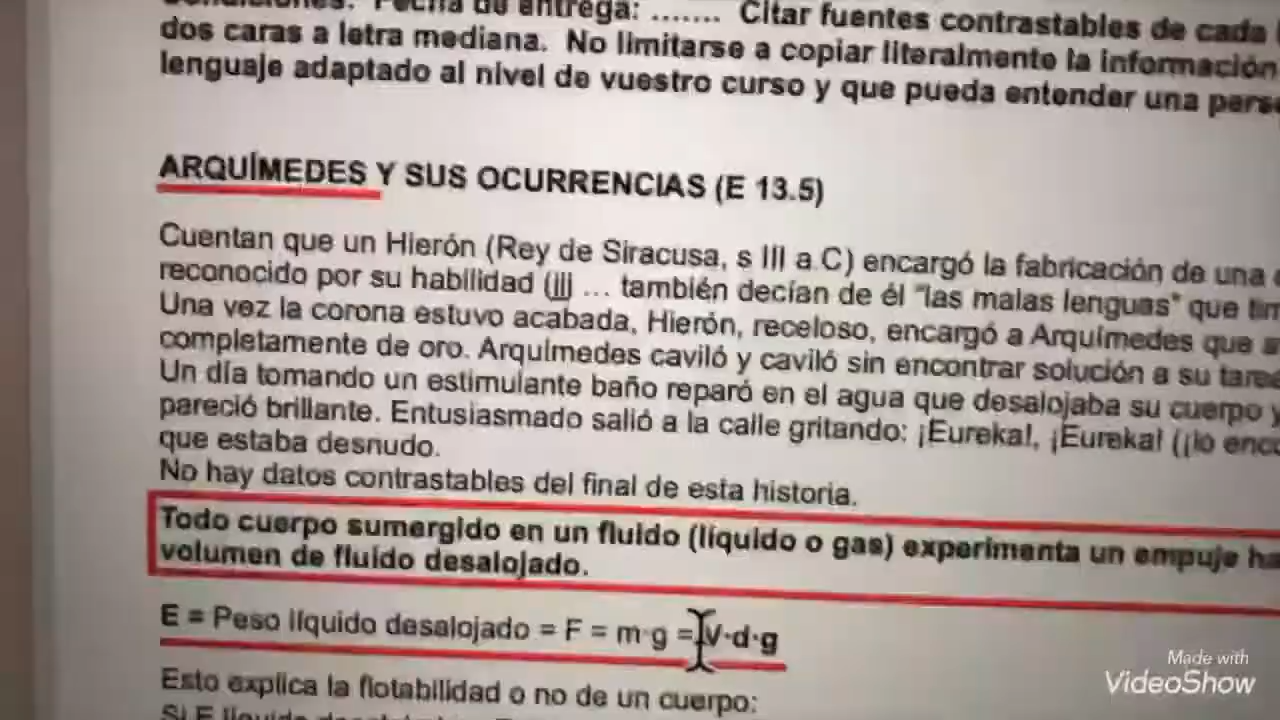 condiciones: Fecha de entrega: ....... Citar fuentes contrastables de cada
dos caras a letra mediana. No limitarse a copiar literalmente la información
lenguaje adaptado al nivel de vuestro curso y que pueda entender una pers
ARQUÍMEDES Y SUS OCURRENCIAS (E 13.5)
Cuentan que un Hierón (Rey de Siracusa, s III a.C) encargó la fabricación de una
reconocido por su habilidad (¡¡¡ ... también decían de él "las malas lenguas" que
Una vez la corona estuvo acabada, Hierón, receloso, encargó a Arquímedes que
completamente de oro. Arquímedes caviló y caviló sin encontrar solución a su tarea
Un día tomando un estimulante baño reparó en el agua que desalojaba su cuerpo y
pareció brillante. Entusiasmado salió a la calle gritando: ¡Eureka!, ¡Eureka! (¡lo enc
que estaba desnudo.
No hay datos contrastables del final de esta historia.
Todo cuerpo sumergido en un fluido (líquido o gas) experimenta un empuje ha
volumen de fluido desalojado.
E = Peso líquido desalojado = F = m·g = V·d·g
Esto explica la flotabilidad o no de un cuerpo:
Made with
VideoShow